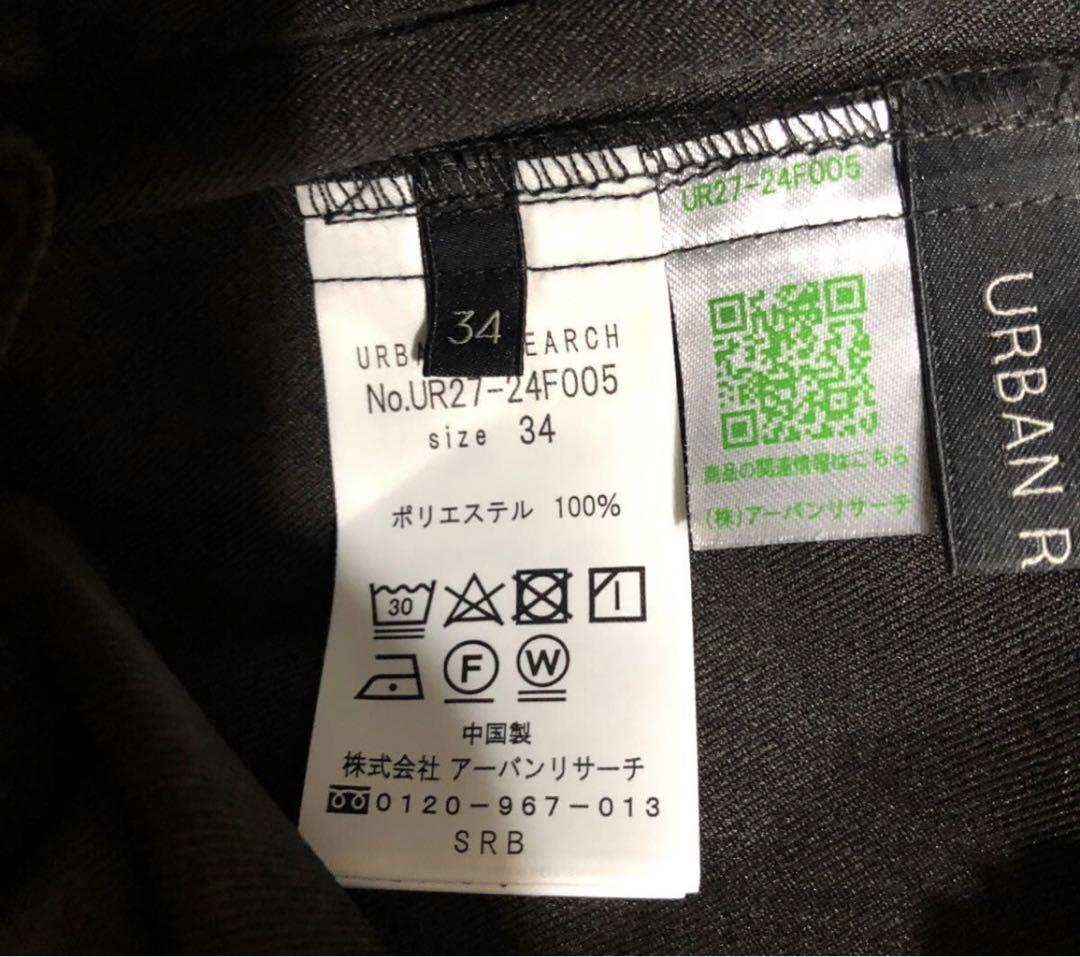 34
URBA EARCH
No.UR27-24F005
size 34
ポリエステル 100%
30
F W
中国製
株式会社 アーバンリサーチ
0120-967-013
SRB
UR27-24F005
商品の関連情報はこちら
(株)アーバンリサーチ
URBAN R